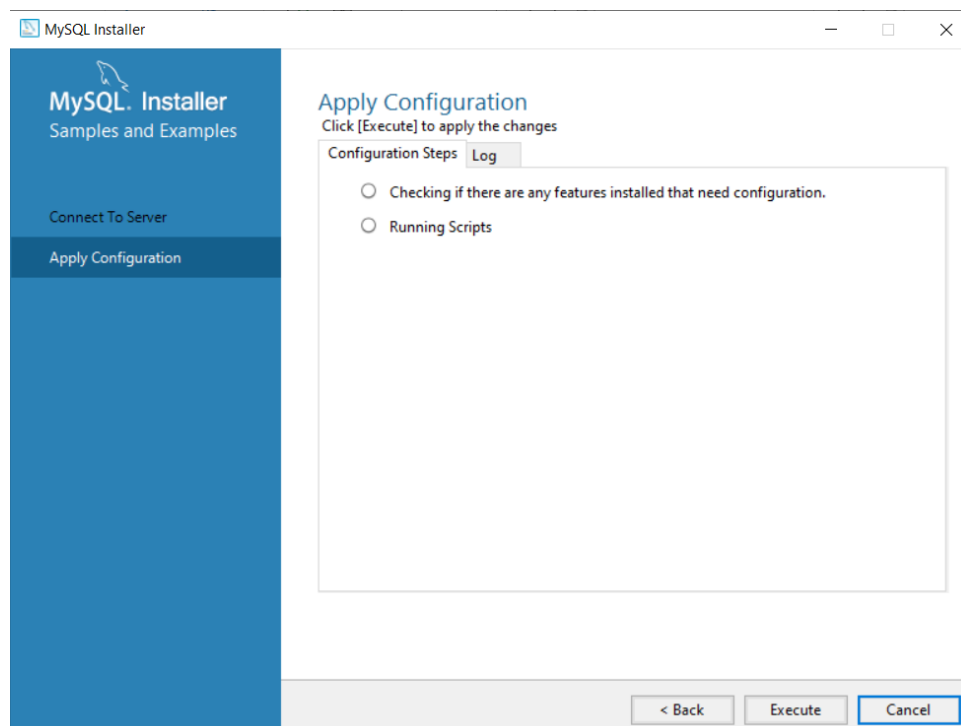 MySQL Installer
MySQL. Installer
Samples and Examples
Connect To Server
Apply Configuration
Apply Configuration
Click [Execute] to apply the changes
Configuration Steps
Log
Checking if there are any features installed that need configuration.
Running Scripts
< Back
Execute
Cancel